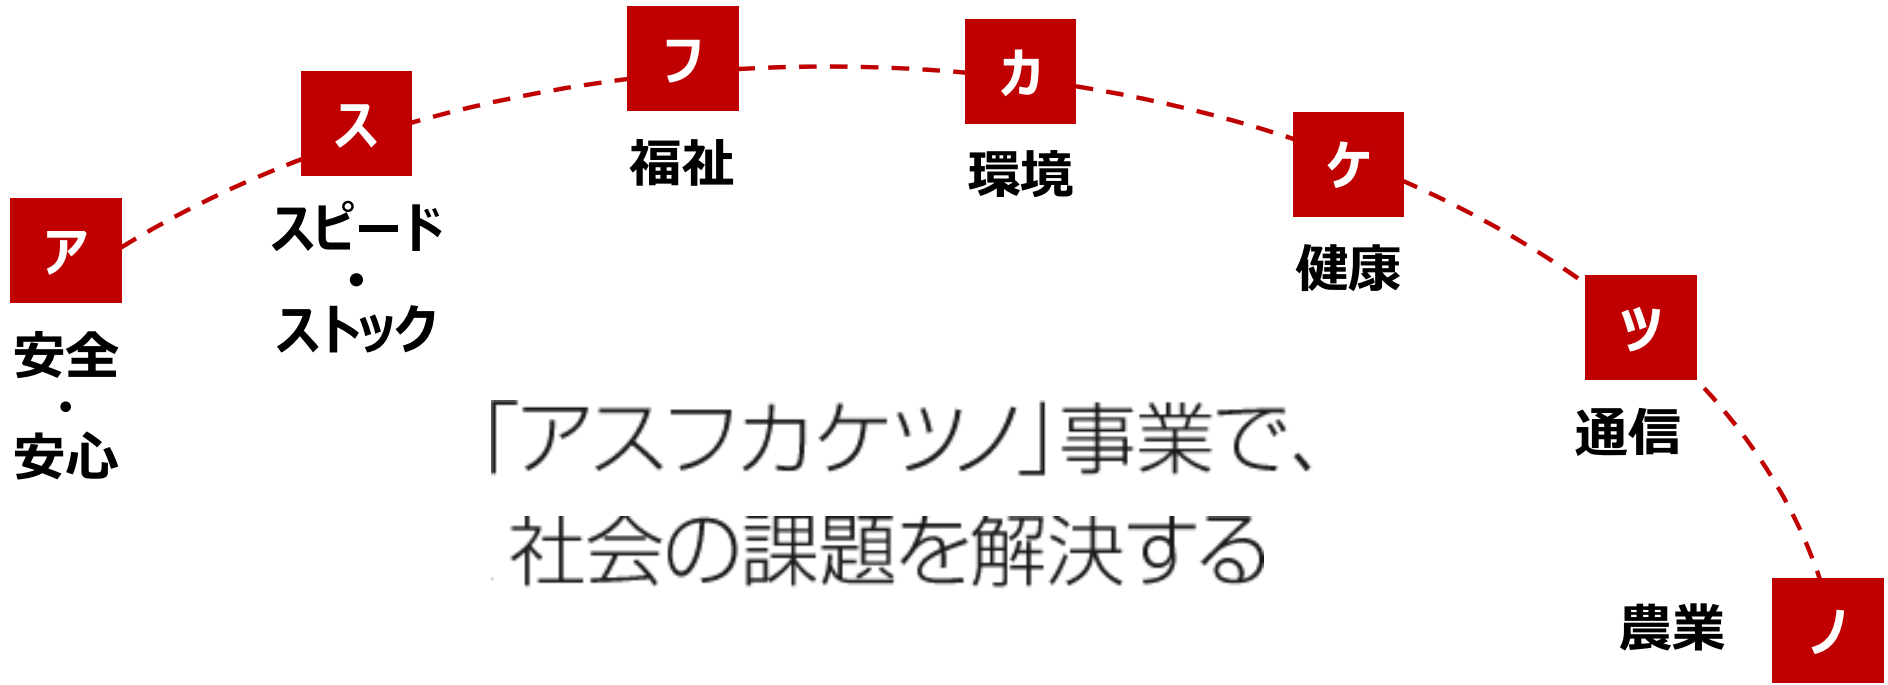 ア
安全
・
安心
ス
スピード
・
ストック
フ
福祉
カ
環境
ケ
健康
ツ
通信
ノ
農業
「アスフカケツノ」事業で、
社会の課題を解決する